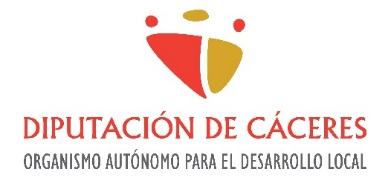 DIPUTACIÓN DE CÁCERES
ORGANISMO AUTÓNOMO PARA EL DESARROLLO LOCAL